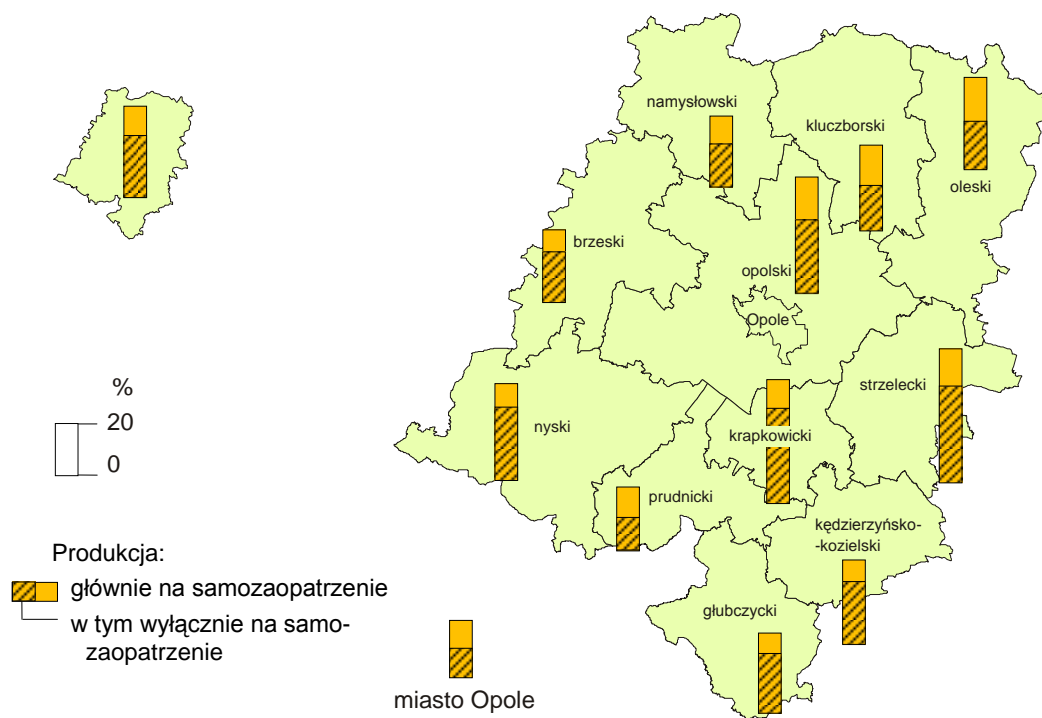 namysłowski
kluczborski
oleski
brzeski
opolski
Opole
strzelecki
%
20
0
nyski
krapkowicki
prudnicki
kędzierzyńsko-
-kozielski
głubczycki
Produkcja:
głównie na samozaopatrzenie
w tym wyłącznie na samo-
zaopatrzenie
miasto Opole